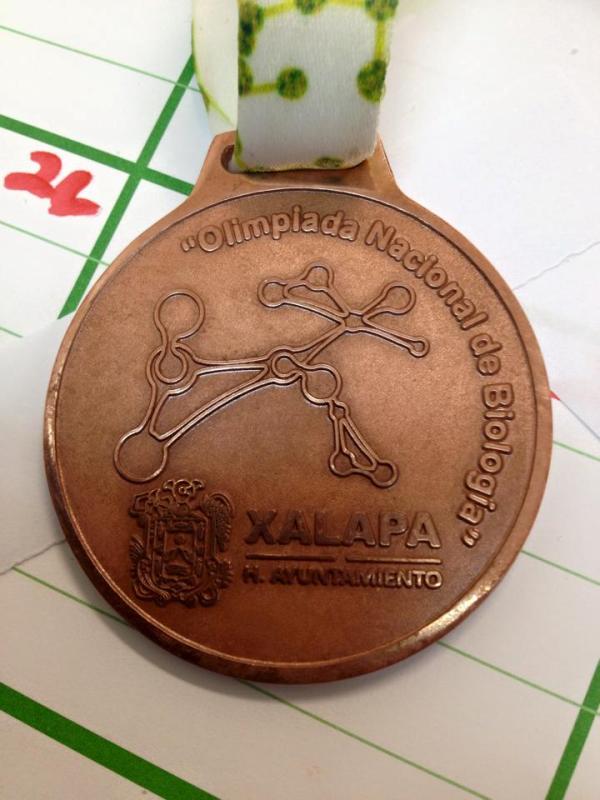 "Olimpiada Nacional de Biología"
XALAPA
H. AYUNTAMIENTO